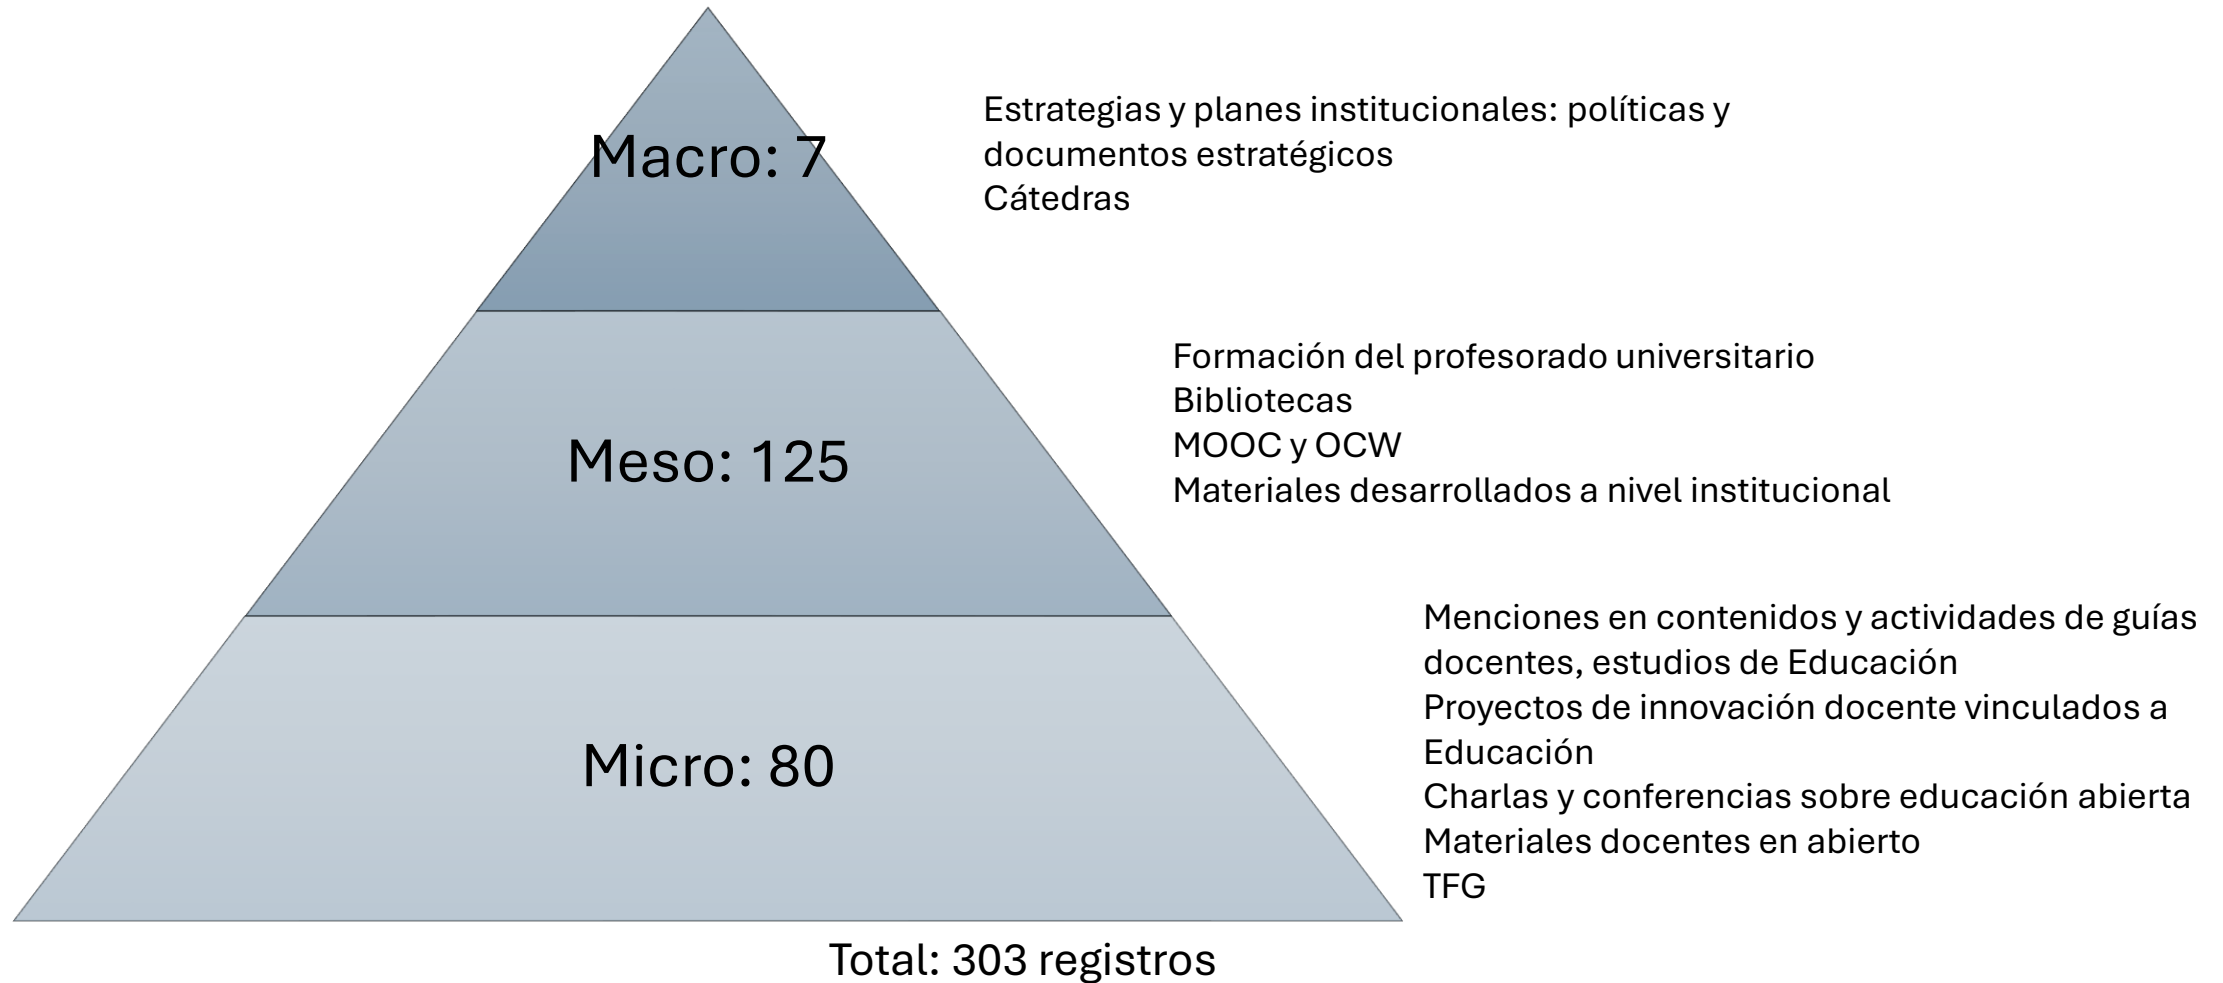 Macro: 7
Estrategias y planes institucionales: políticas y
documentos estratégicos
Cátedras
Meso: 125
Formación del profesorado universitario
Bibliotecas
MOOC y OCW
Materiales desarrollados a nivel institucional
Micro: 80
Menciones en contenidos y actividades de guías
docentes, estudios de Educación
Proyectos de innovación docente vinculados a
Educación
Charlas y conferencias sobre educación abierta
Materiales docentes en abierto
TFG
Total: 303 registros